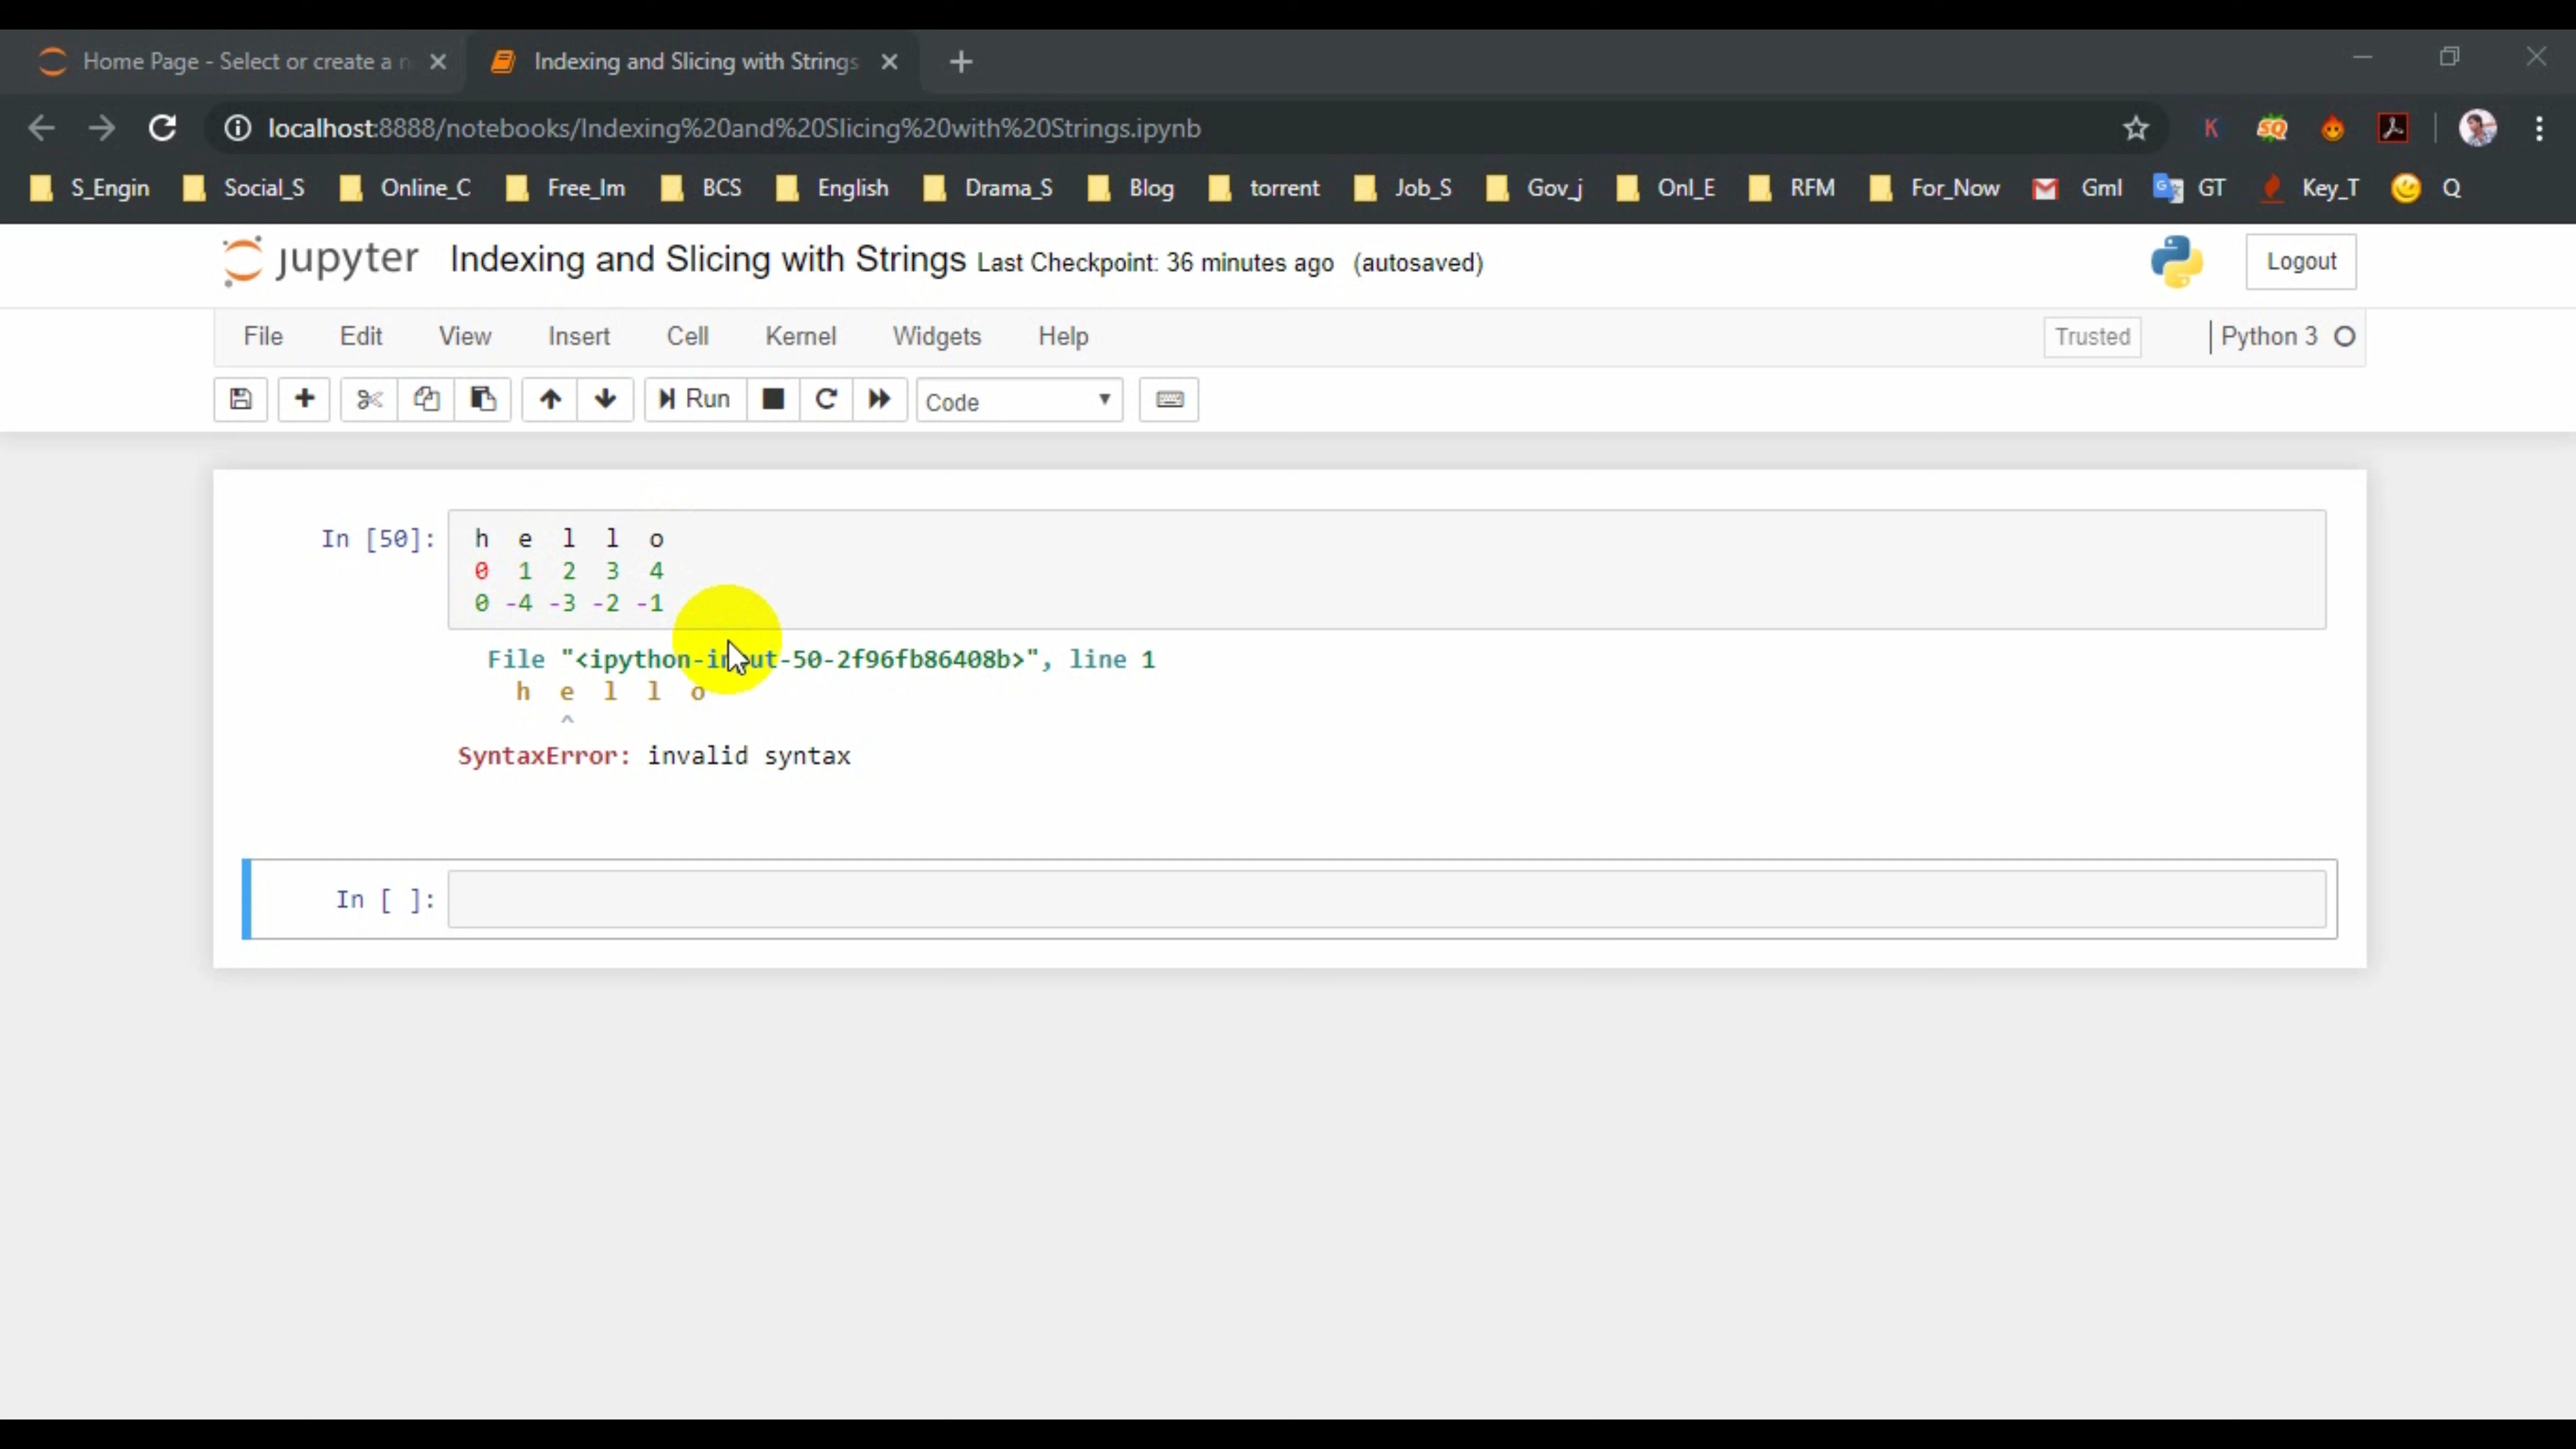 Home Page - Select or create a n
Indexing and Slicing with Strings
localhost:8888/notebooks/Indexing%20and%20Slicing%20with%20Strings.ipynb
K SQ
S_Engin Social_S Online_C Free_Im BCS English Drama_S Blog torrent Job_S Gov_j Onl_E RFM For_Now Gml GT Key_T Q
jupyter Indexing and Slicing with Strings Last Checkpoint: 36 minutes ago (autosaved) Logout
File Edit View Insert Cell Kernel Widgets Help Trusted Python 3
Run Code
In [50]: h e l l o
0 1 2 3 4
0 -4 -3 -2 -1
File "<ipython-input-50-2f96fb86408b>", line 1
h e l l o
^
SyntaxError: invalid syntax
In [ ]: